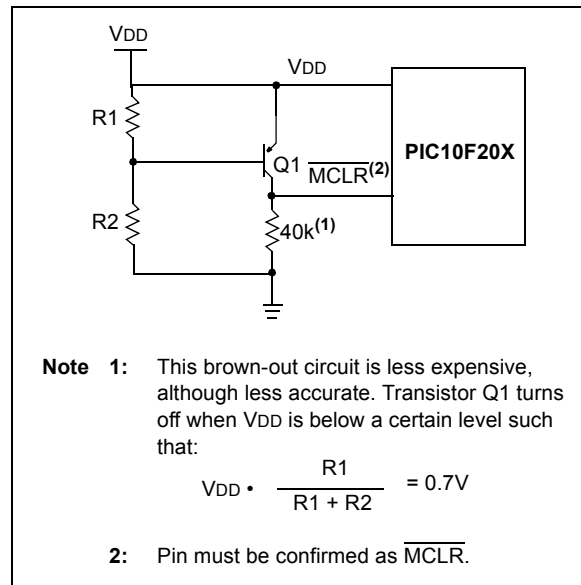 VDD
VDD
R1
PIC10F20X
Q1 MCLR(2)
R2
40k(1)
Note 1: This brown-out circuit is less expensive,
although less accurate. Transistor Q1 turns
off when VDD is below a certain level such
that:
VDD • R1 / R1 + R2 = 0.7V
2: Pin must be confirmed as MCLR.